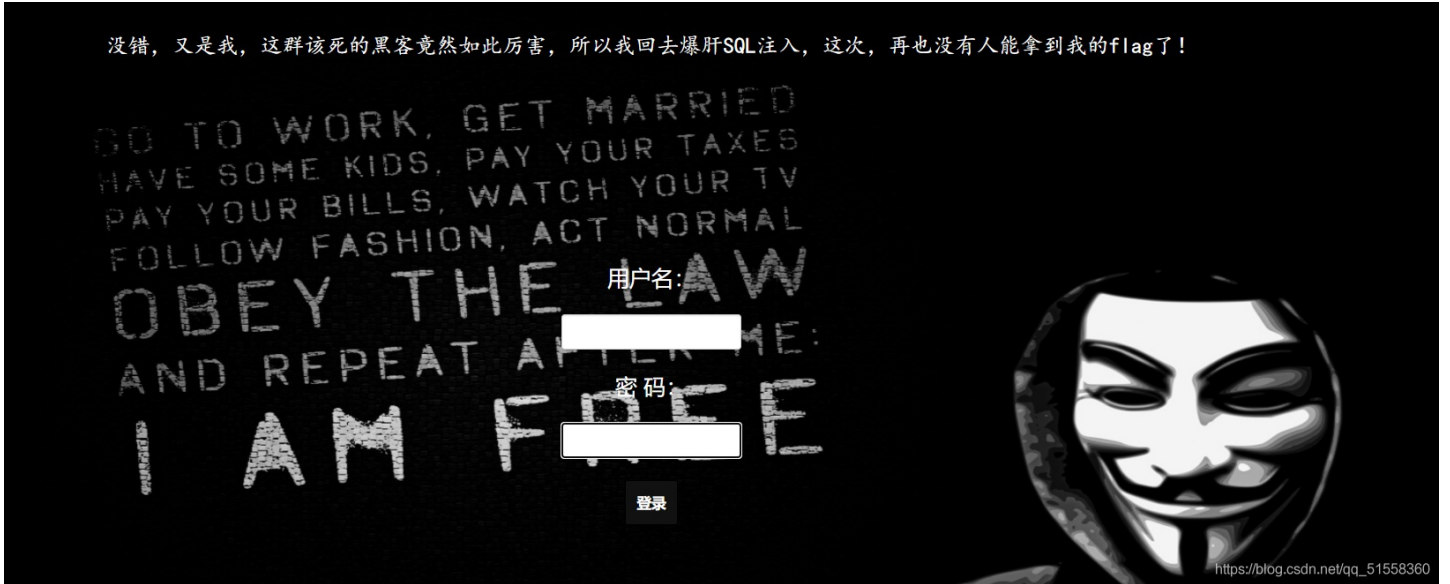 没错，又是我，这群该死的黑客竟然如此厉害，所以我回去爆肝SQL注入，这次，再也没有人能拿到我的flag了！
GO TO WORK, GET MARRIED
HAVE SOME KIDS, PAY YOUR TAXES
PAY YOUR BILLS, WATCH YOUR TV
FOLLOW FASHION, ACT NORMAL
OBEY THE LAW
AND REPEAT AFTER ME:
I AM FREE
用户名：
密 码：
登录
https://blog.csdn.net/qq_51558360